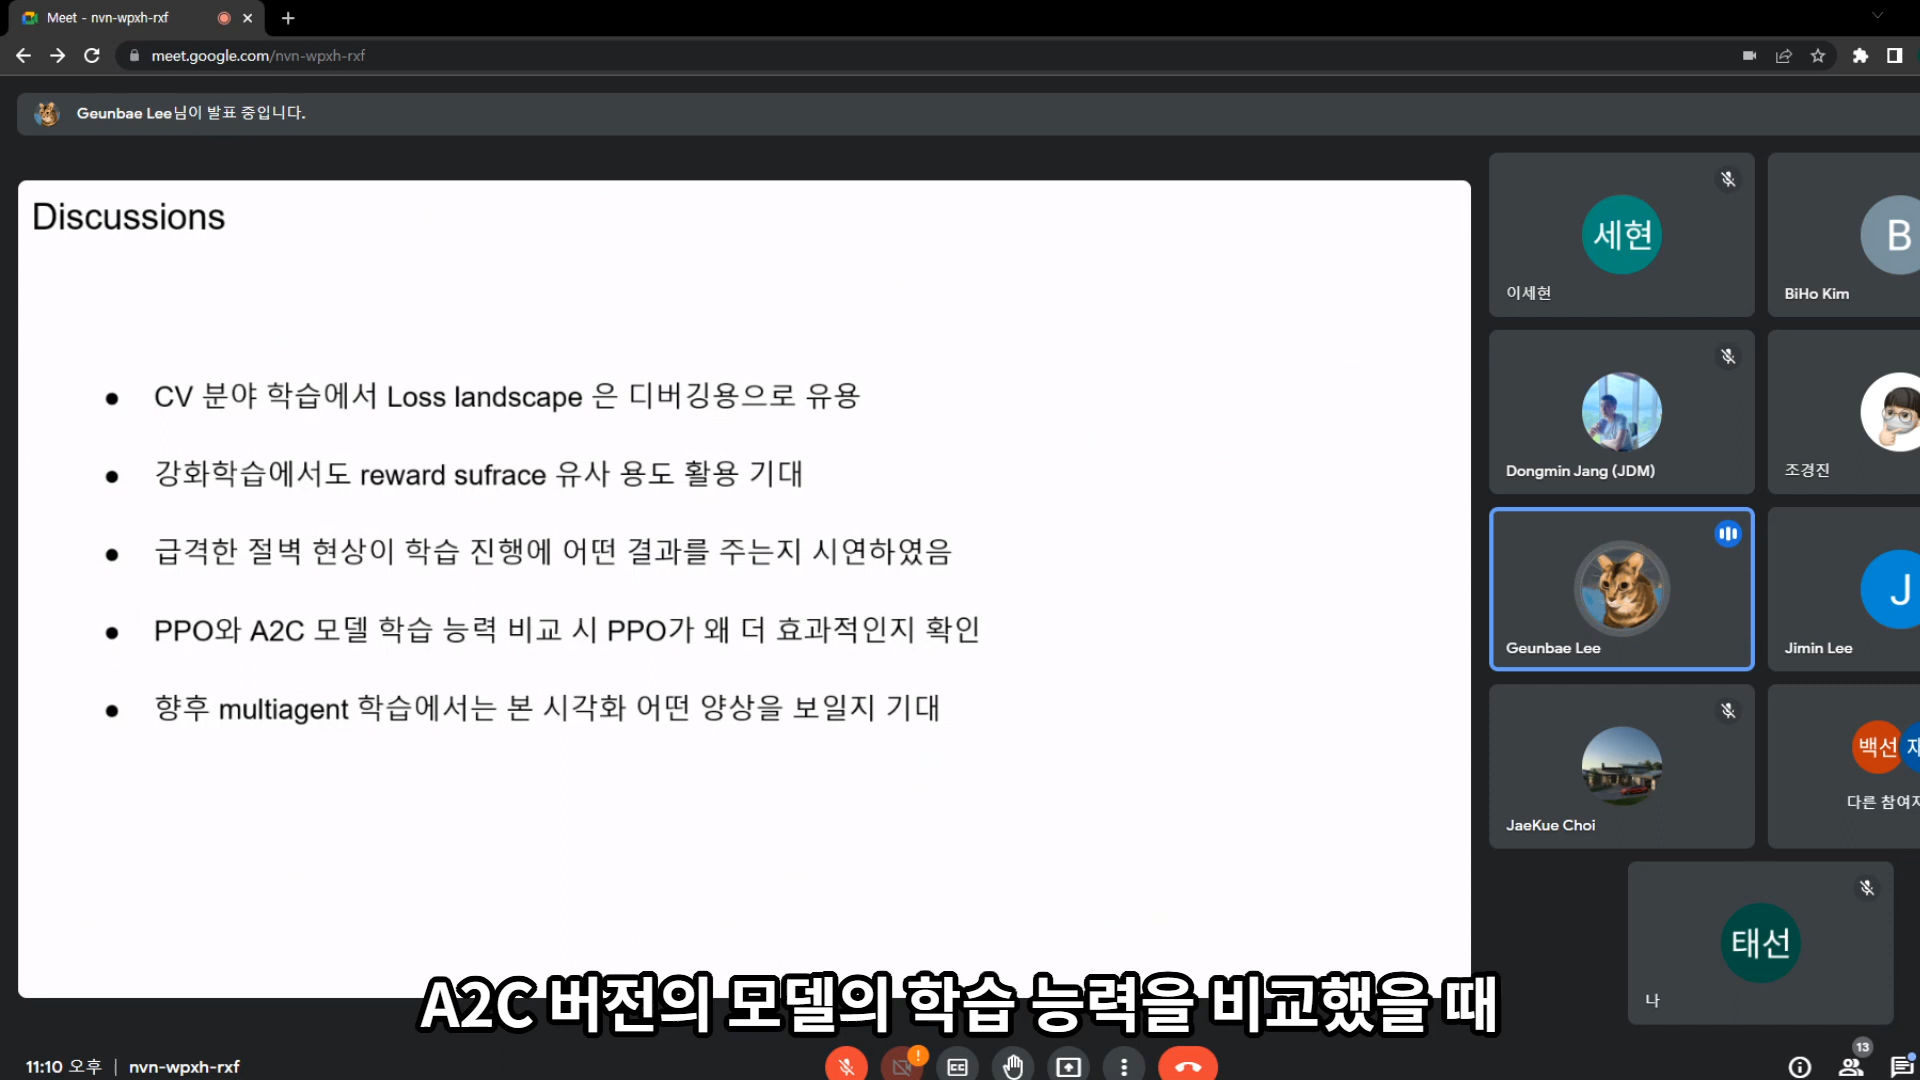 Meet - nvn-wpxh-rxf
meet.google.com/nvn-wpxh-rxf
Geunbae Lee님이 발표 중입니다.
Discussions
CV 분야 학습에서 Loss landscape 은 디버깅용으로 유용
강화학습에서도 reward sufrace 유사 용도 활용 기대
급격한 절벽 현상이 학습 진행에 어떤 결과를 주는지 시연하였음
PPO와 A2C 모델 학습 능력 비교 시 PPO가 왜 더 효과적인지 확인
향후 multiagent 학습에서는 본 시각화 어떤 양상을 보일지 기대
세현
이세현
B
BiHo Kim
Dongmin Jang (JDM)
조경진
Geunbae Lee
J
Jimin Lee
JaeKue Choi
백선
다른
태선
나
A2C 버전의 모델의 학습 능력을 비교했을 때
11:10 오후 | nvn-wpxh-rxf
CC
!
13